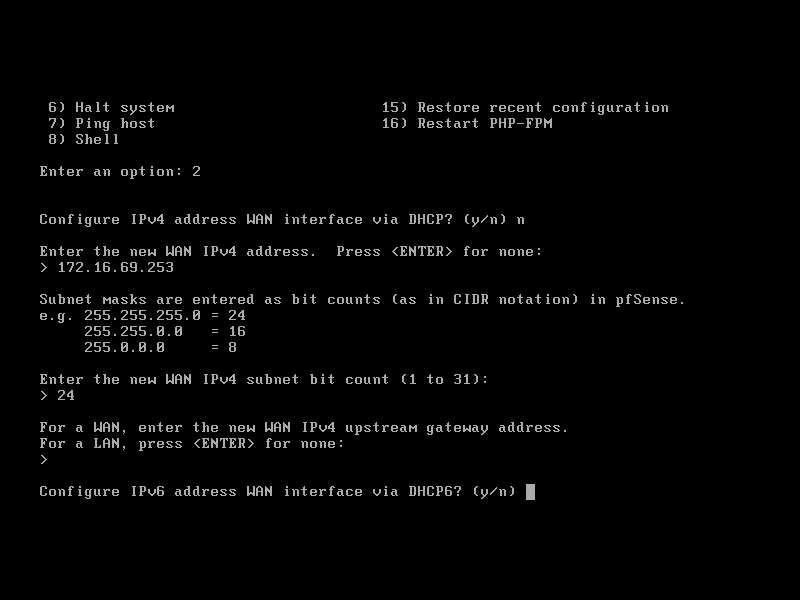 6) Halt system                       15) Restore recent configuration
7) Ping host                         16) Restart PHP-FPM
8) Shell
Enter an option: 2
Configure IPv4 address WAN interface via DHCP? (y/n) n
Enter the new WAN IPv4 address.  Press <ENTER> for none:
> 172.16.69.253
Subnet masks are entered as bit counts (as in CIDR notation) in pfSense.
e.g. 255.255.255.0 = 24
     255.255.0.0   = 16
     255.0.0.0     = 8
Enter the new WAN IPv4 subnet bit count (1 to 31):
> 24
For a WAN, enter the new WAN IPv4 upstream gateway address.
For a LAN, press <ENTER> for none:
>
Configure IPv6 address WAN interface via DHCP6? (y/n)